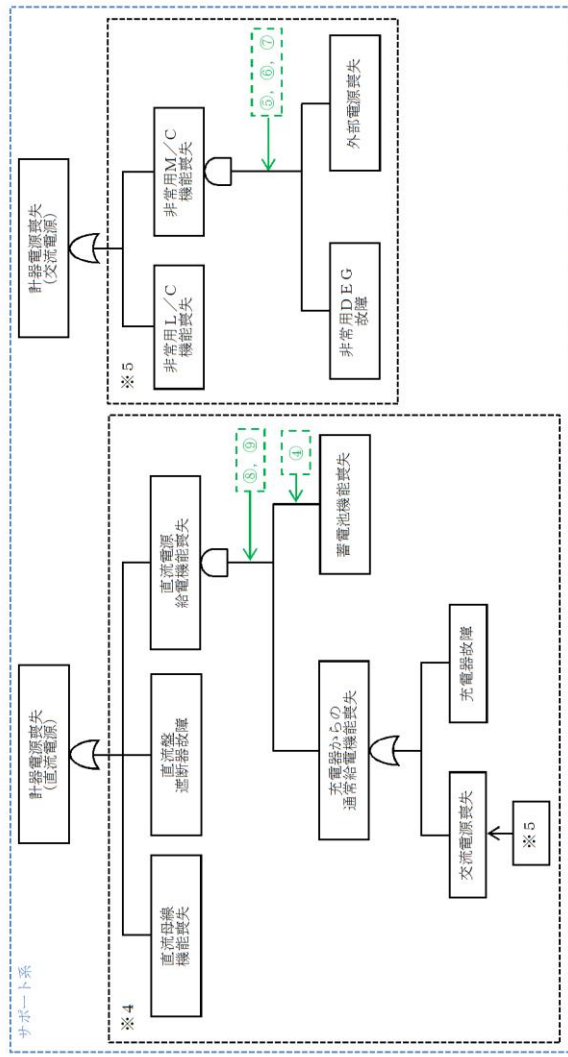 サポート系
計器電源喪失
(直流電源)
※4
直流母線
機能喪失
直流盤
遮断器故障
直流電源
給電機能喪失
⑧, ⑨
充電器からの
通常給電機能喪失
④
蓄電池機能喪失
交流電源喪失
充電器故障
※5
計器電源喪失
(交流電源)
※5
非常用L/C
機能喪失
非常用M/C
機能喪失
⑤, ⑥, ⑦
非常用DEG
故障
外部電源喪失